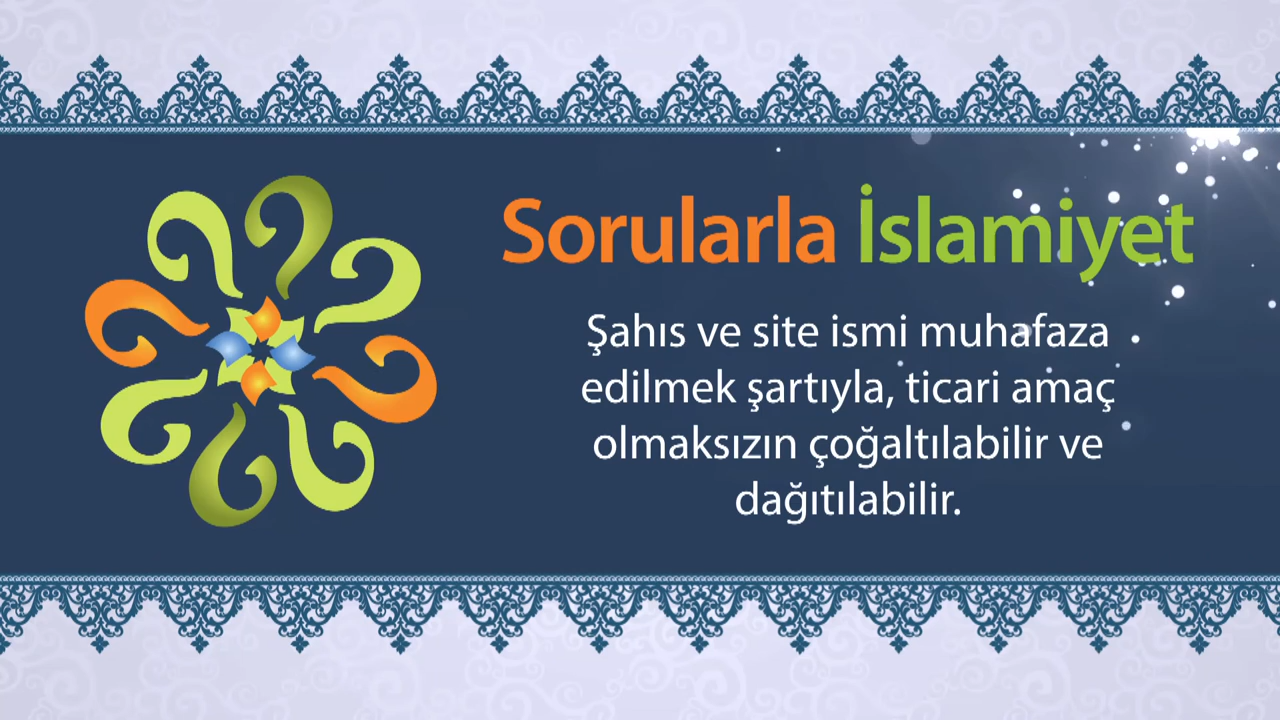 Sorularla İslamiyet
Şahıs ve site ismi muhafaza
edilmek şartıyla, ticari amaç
olmaksızın çoğaltılabilir ve
dağıtılabilir.